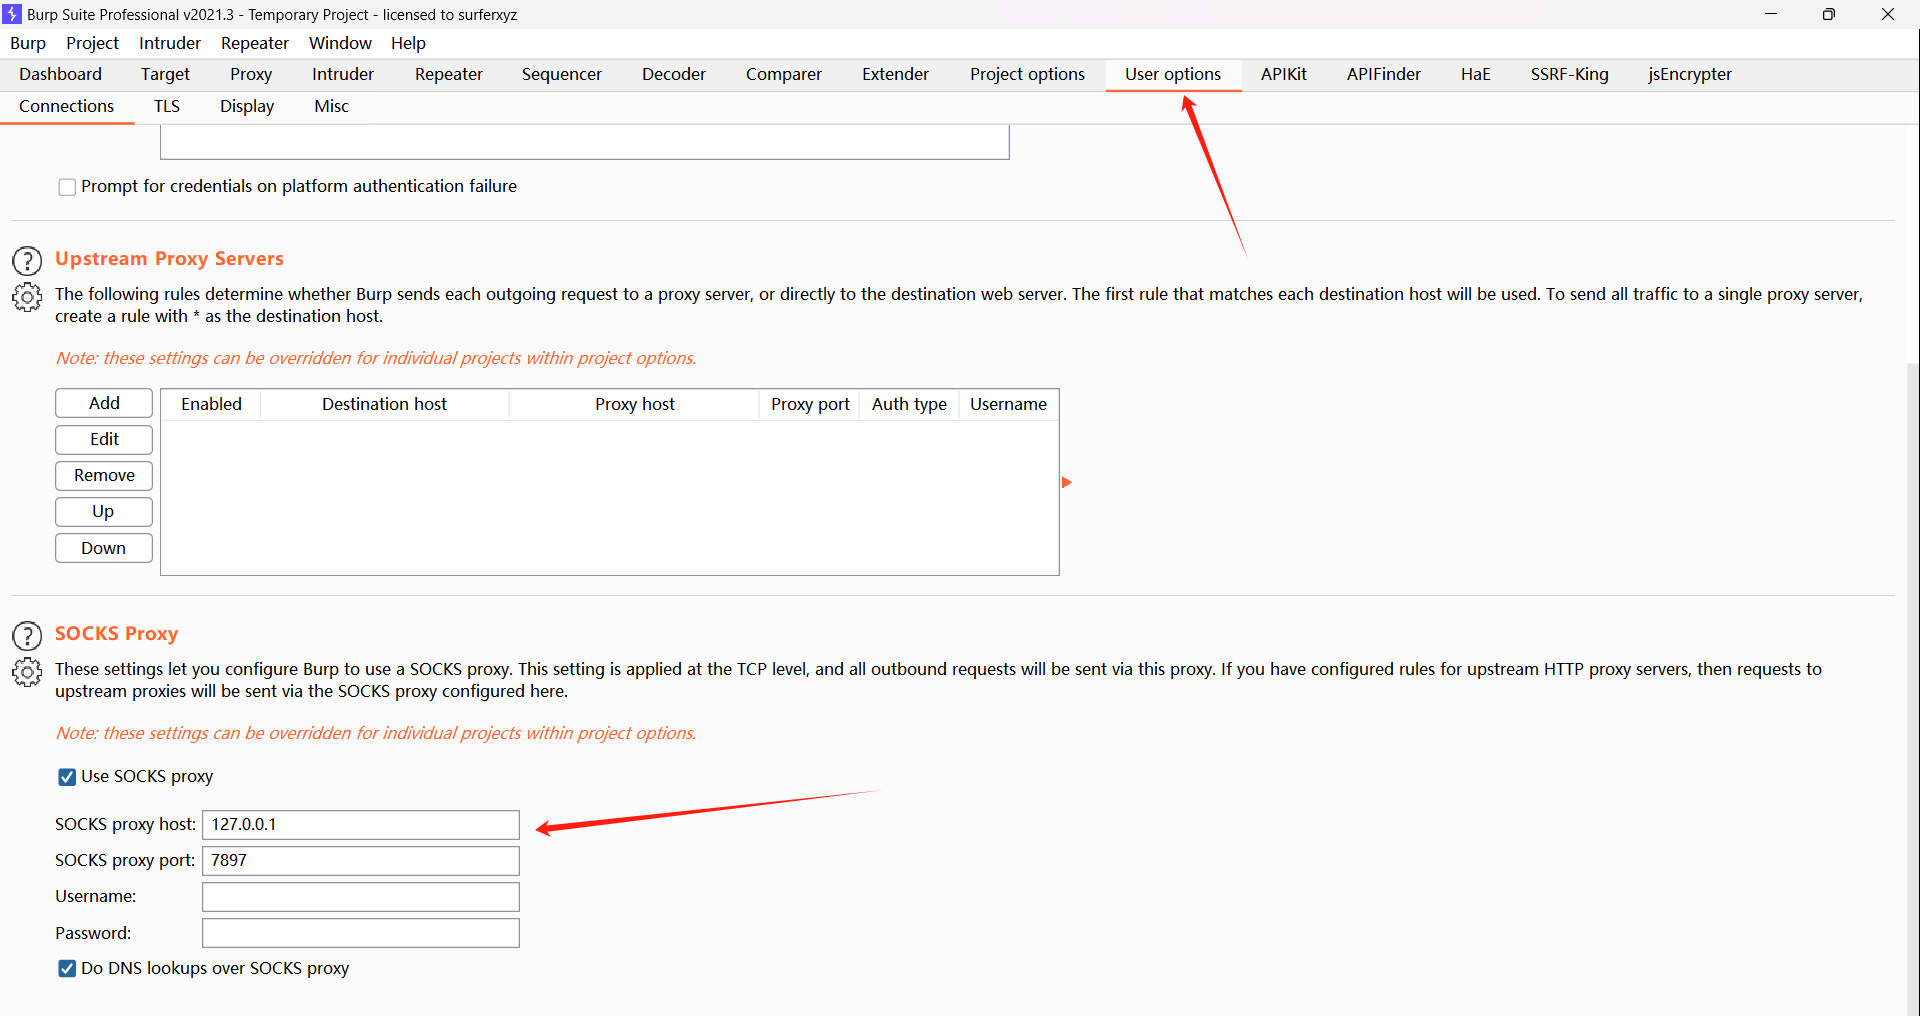 Burp Suite Professional v2021.3 - Temporary Project - licensed to surferxyz
Burp Project Intruder Repeater Window Help
Dashboard Target Proxy Intruder Repeater Sequencer Decoder Comparer Extender Project options User options APIKit APIFinder HaE SSRF-King jsEncrypter
Connections TLS Display Misc
Prompt for credentials on platform authentication failure
? Upstream Proxy Servers
The following rules determine whether Burp sends each outgoing request to a proxy server, or directly to the destination web server. The first rule that matches each destination host will be used. To send all traffic to a single proxy server,
create a rule with * as the destination host.
Note: these settings can be overridden for individual projects within project options.
Add Enabled Destination host Proxy host Proxy port Auth type Username
Edit
Remove
Up
Down
? SOCKS Proxy
These settings let you configure Burp to use a SOCKS proxy. This setting is applied at the TCP level, and all outbound requests will be sent via this proxy. If you have configured rules for upstream HTTP proxy servers, then requests to
upstream proxies will be sent via the SOCKS proxy configured here.
Note: these settings can be overridden for individual projects within project options.
Use SOCKS proxy
SOCKS proxy host: 127.0.0.1
SOCKS proxy port: 7897
Username:
Password:
Do DNS lookups over SOCKS proxy